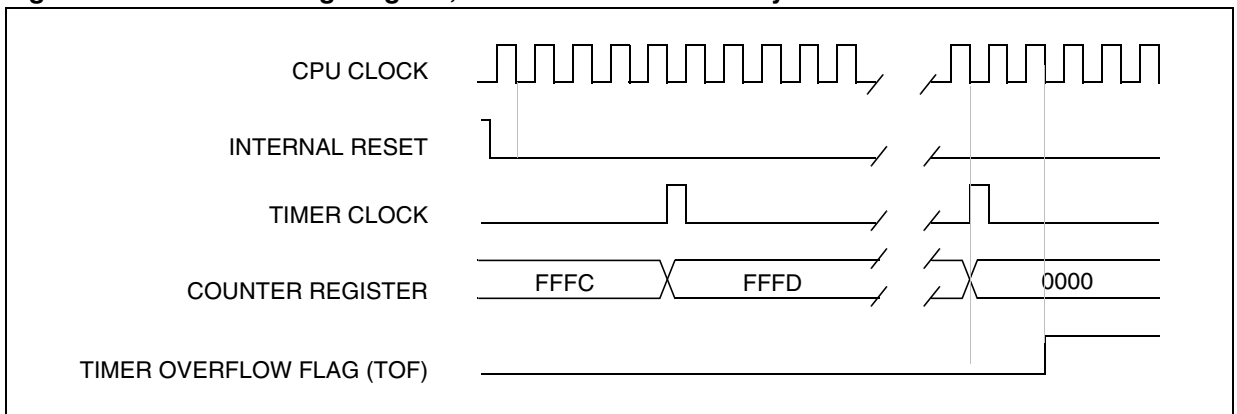 CPU CLOCK
INTERNAL RESET
TIMER CLOCK
COUNTER REGISTER FFFC FFFD 0000
TIMER OVERFLOW FLAG (TOF)